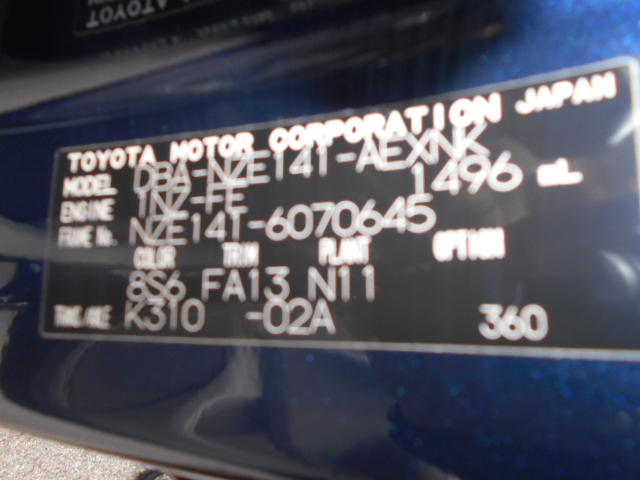 TOYOTA MOTOR CORPORATION JAPAN
MODEL DBA-NZE141-AEXNK
ENGINE 1NZ-FE 1496 mL
FRAME No. NZE141-6070645
COLOR TRIM PLANT OPTION
8S6 FA13 N11
TRANS/AXLE K310 -02A 360